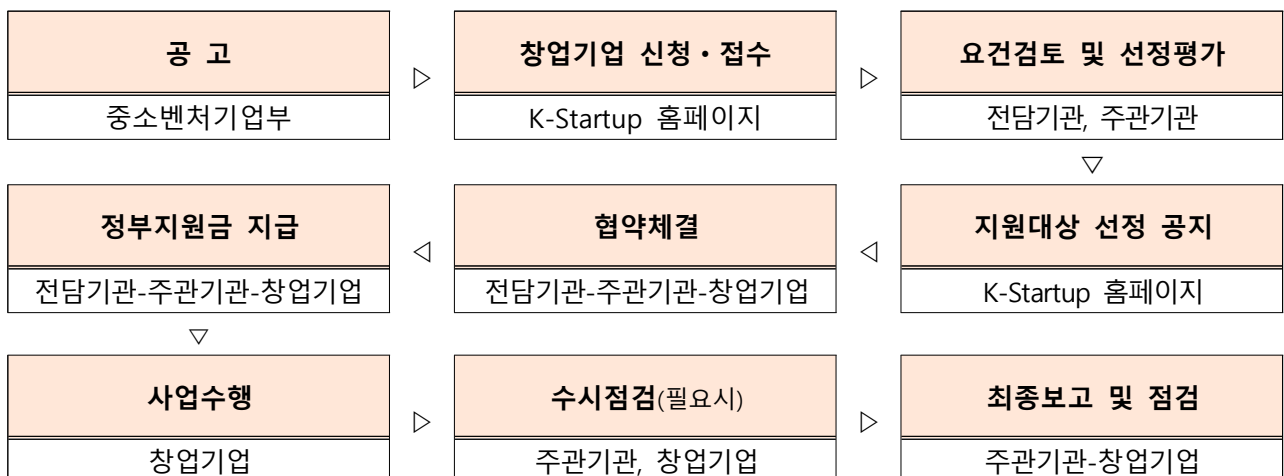 공 고
중소벤처기업부
▷
창업기업 신청・접수
K-Startup 홈페이지
▷
요건검토 및 선정평가
전담기관, 주관기관
▽
지원대상 선정 공지
K-Startup 홈페이지
◁
협약체결
전담기관-주관기관-창업기업
◁
정부지원금 지급
전담기관-주관기관-창업기업
▽
사업수행
창업기업
▷
수시점검(필요시)
주관기관, 창업기업
▷
최종보고 및 점검
주관기관-창업기업